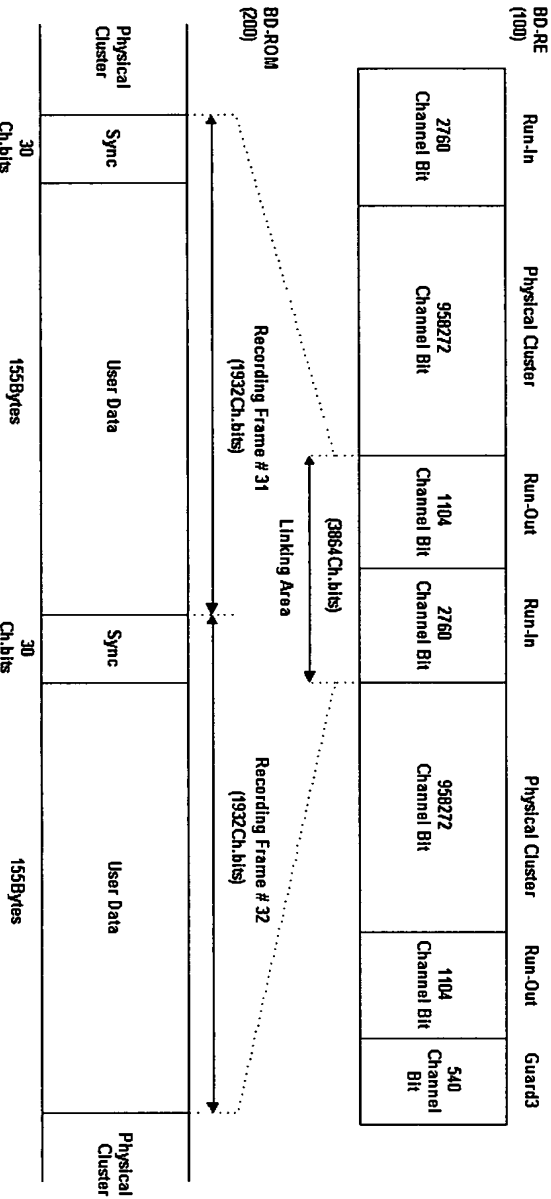 BD-RE
(100)
Run-In
Physical Cluster
Run-Out
Run-In
Physical Cluster
Run-Out
Guard3
2760
Channel Bit
958272
Channel Bit
1104
Channel Bit
2760
Channel Bit
958272
Channel Bit
1104
Channel Bit
540
Channel
Bit
(3864Ch.bits)
Linking Area
BD-ROM
(200)
Recording Frame # 31
(1932Ch.bits)
Recording Frame # 32
(1932Ch.bits)
Physical
Cluster
Sync
User Data
Sync
User Data
Physical
Cluster
30
Ch.bits
155Bytes
30
Ch.bits
155Bytes